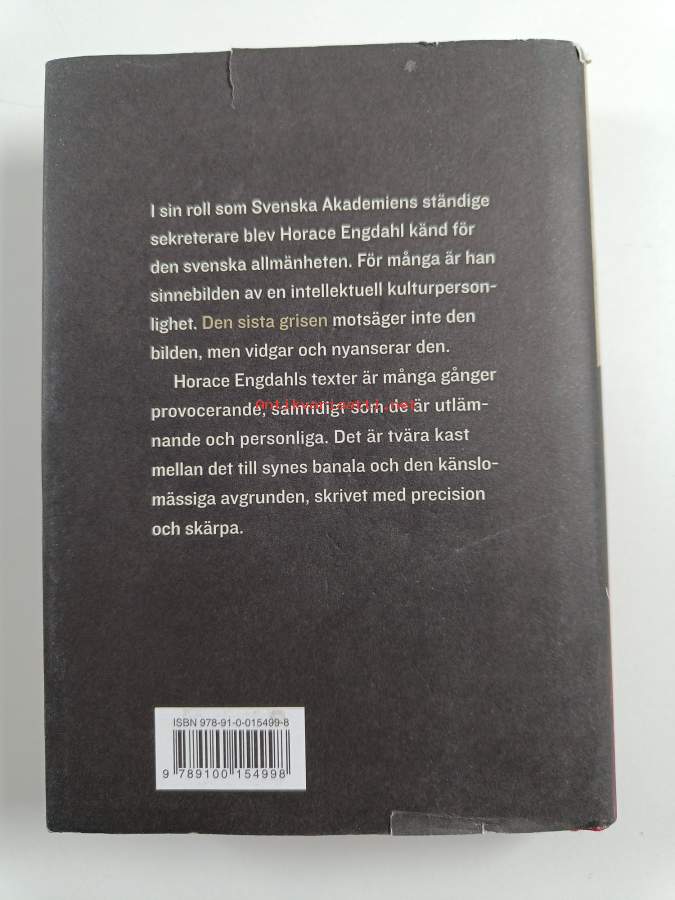 I sin roll som Svenska Akademiens ständige
sekreterare blev Horace Engdahl känd för
den svenska allmänheten. För många är han
sinnebilden av en intellektuell kulturperson-
lighet. Den sista grisen motsäger inte den
bilden, men vidgar och nyanserar den.
Horace Engdahls texter är många gånger
provocerande, samtidigt som de är utläm-
nande och personliga. Det är tvära kast
mellan det till synes banala och den känslo-
mässiga avgrunden, skrivet med precision
och skärpa.
ISBN 978-91-0-015499-8
9 789100 154998